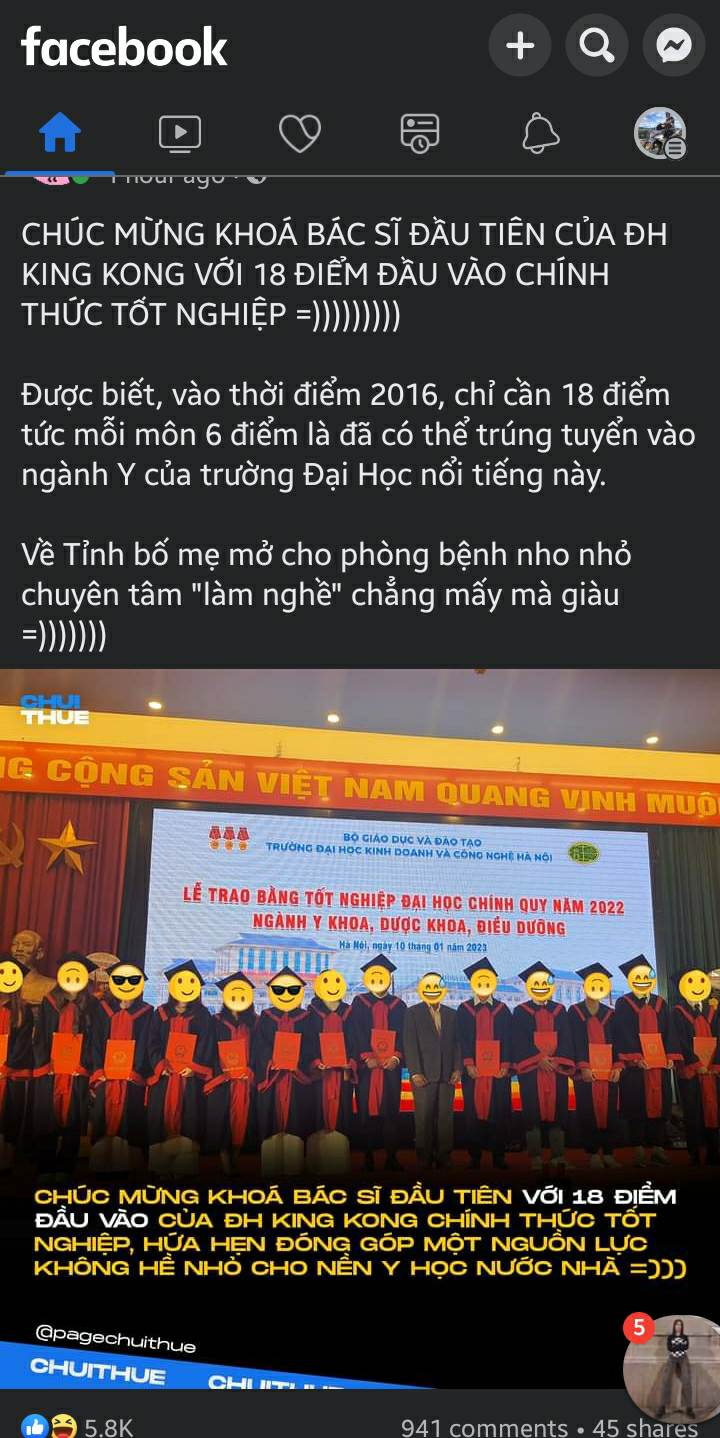 facebook
1 hour ago
CHÚC MỪNG KHOÁ BÁC SĨ ĐẦU TIÊN CỦA ĐH
KING KONG VỚI 18 ĐIỂM ĐẦU VÀO CHÍNH
THỨC TỐT NGHIỆP =)))))))))
Được biết, vào thời điểm 2016, chỉ cần 18 điểm
tức mỗi môn 6 điểm là đã có thể trúng tuyển vào
ngành Y của trường Đại Học nổi tiếng này.
Về Tỉnh bố mẹ mở cho phòng bệnh nho nhỏ
chuyên tâm "làm nghề" chẳng mấy mà giàu
=)))))))
CHUI
THUE
G CỘNG SẢN VIỆT NAM QUANG VINH MUÔ
BỘ GIÁO DỤC VÀ ĐÀO TẠO
TRƯỜNG ĐẠI HỌC KINH DOANH VÀ CÔNG NGHỆ HÀ NỘI
LỄ TRAO BẰNG TỐT NGHIỆP ĐẠI HỌC CHÍNH QUY NĂM 2022
NGÀNH Y KHOA, DƯỢC KHOA, ĐIỀU DƯỠNG
Hà Nội, ngày 10 tháng 01 năm 2023
CHÚC MỪNG KHOÁ BÁC SĨ ĐẦU TIÊN VỚI 18 ĐIỂM
ĐẦU VÀO CỦA ĐH KING KONG CHÍNH THỨC TỐT
NGHIỆP, HỨA HẸN ĐÓNG GÓP MỘT NGUỒN LỰC
KHÔNG HỀ NHỎ CHO NỀN Y HỌC NƯỚC NHÀ =)))
@pagechuithue
CHUITHUE CHUITHUE
5
5.8K 941 comments • 45 shares